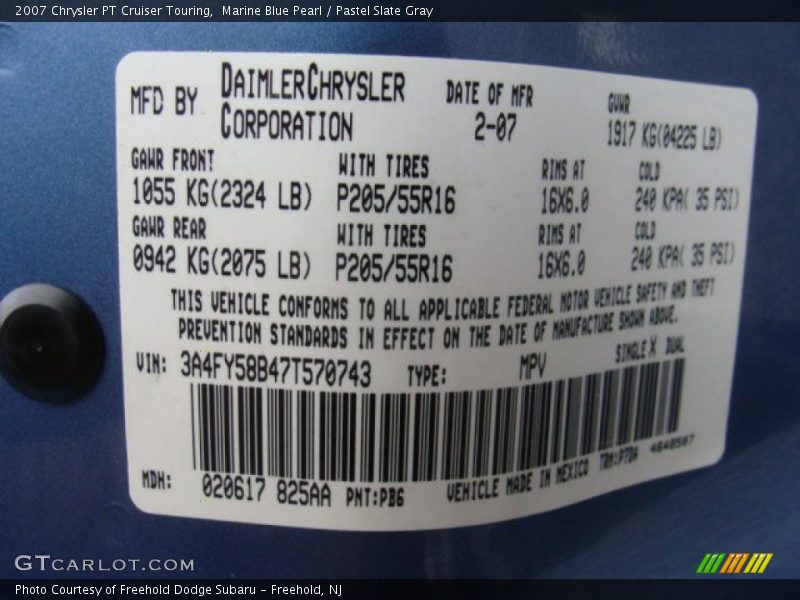 2007 Chrysler PT Cruiser Touring,  Marine Blue Pearl / Pastel Slate Gray
MFD BY DAIMLERCHRYSLER CORPORATION
DATE OF MFR 2-07
GVWR 1917 KG(04225 LB)
GAWR FRONT WITH TIRES RIMS AT COLD
1055 KG(2324 LB) P205/55R16 16X6.0 240 KPA( 35 PSI)
GAWR REAR WITH TIRES RIMS AT COLD
0942 KG(2075 LB) P205/55R16 16X6.0 240 KPA( 35 PSI)
THIS VEHICLE CONFORMS TO ALL APPLICABLE FEDERAL MOTOR VEHICLE SAFETY AND THEFT
PREVENTION STANDARDS IN EFFECT ON THE DATE OF MANUFACTURE SHOWN ABOVE.
VIN: 3A4FY58B47T570743 TYPE: MPV SINGLE X DUAL
MDH: 020617 825AA PNT:PB6 VEHICLE MADE IN MEXICO TRM:P7DA 4648507
GTCARLOT.COM
Photo Courtesy of Freehold Dodge Subaru - Freehold, NJ